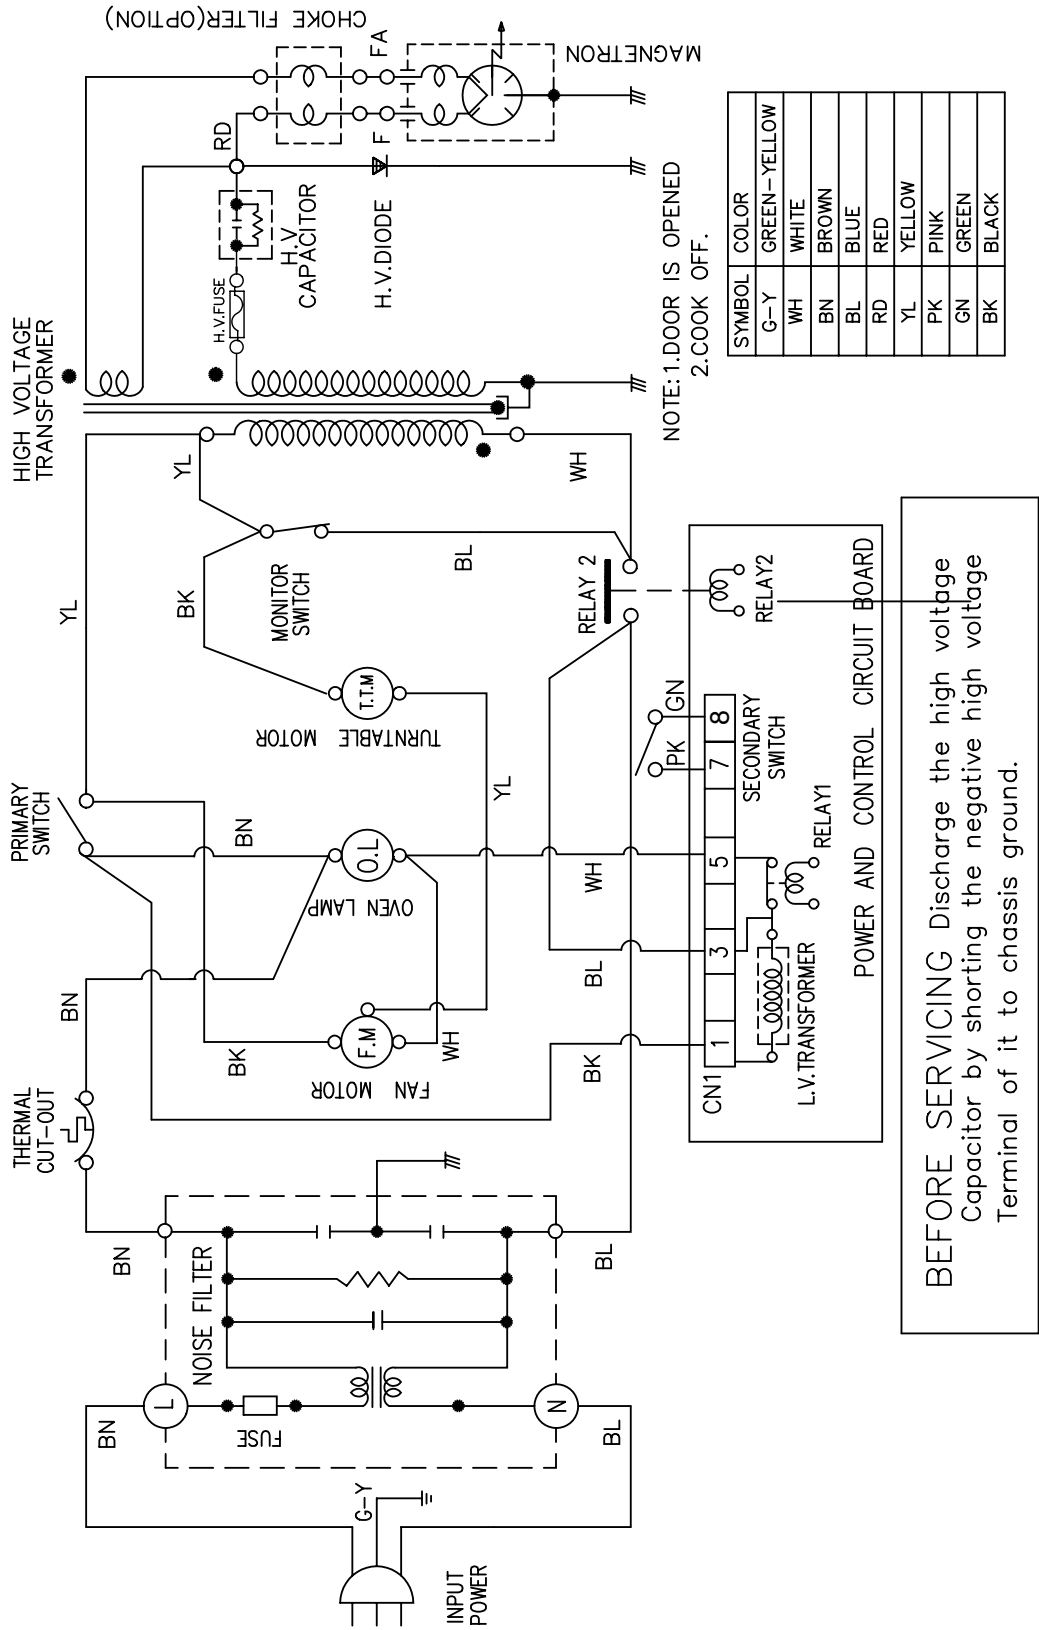 INPUT
POWER
G-Y
BN
BL
L
N
FUSE
NOISE FILTER
BN
BL
THERMAL
CUT-OUT
BN
BK
FAN MOTOR
F.M
WH
BK
BL
WH
OVEN LAMP
O.L
BN
PRIMARY
SWITCH
YL
TURNTABLE MOTOR
T.T.M
BK
YL
MONITOR
SWITCH
YL
BL
WH
RELAY 2
HIGH VOLTAGE
TRANSFORMER
H.V.FUSE
H.V
CAPACITOR
H.V.DIODE
RD
F
FA
CHOKE FILTER(OPTION)
MAGNETRON
CN1
1
3
5
7
8
L.V.TRANSFORMER
RELAY1
PK
GN
SECONDARY
SWITCH
RELAY2
POWER AND CONTROL CIRCUIT BOARD
NOTE:1.DOOR IS OPENED
2.COOK OFF.
SYMBOL COLOR
G-Y GREEN-YELLOW
WH WHITE
BN BROWN
BL BLUE
RD RED
YL YELLOW
PK PINK
GN GREEN
BK BLACK
BEFORE SERVICING Discharge the high voltage
Capacitor by shorting the negative high voltage
Terminal of it to chassis ground.